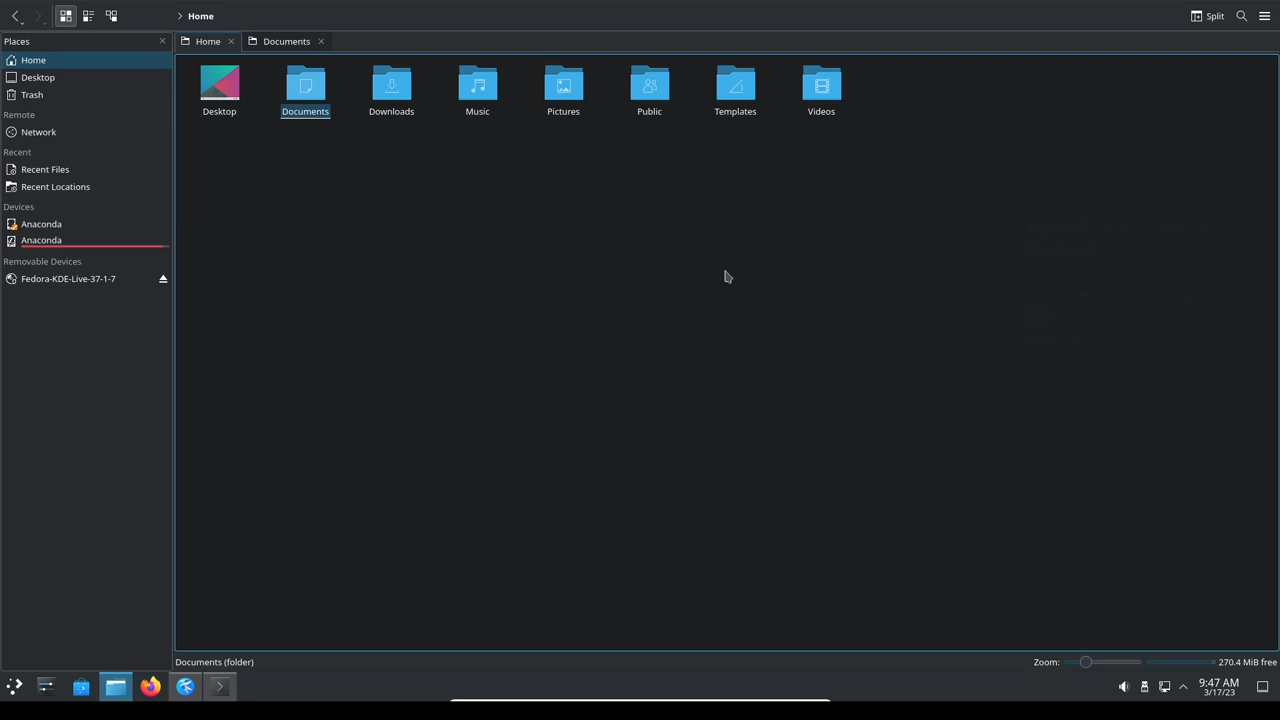 Home
Split
Places
Home
Documents
Home
Desktop
Trash
Remote
Network
Recent
Recent Files
Recent Locations
Devices
Anaconda
Anaconda
Removable Devices
Fedora-KDE-Live-37-1-7
Desktop
Documents
Downloads
Music
Pictures
Public
Templates
Videos
Documents (folder)
Zoom:
270.4 MiB free
9:47 AM
3/17/23